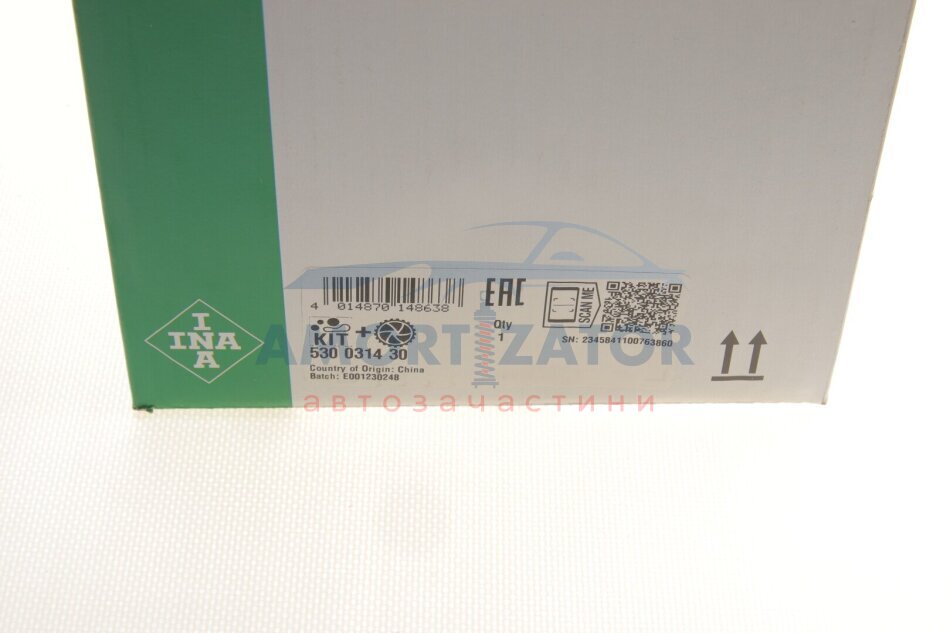 INA
INA
EAC
4 014870 148638
SCAN ME
KIT +
Qty
1
530 0314 30
SN: 2345841100763860
Country of Origin: China
Batch: E001230248
AMORTIZATOR
автозапчастини